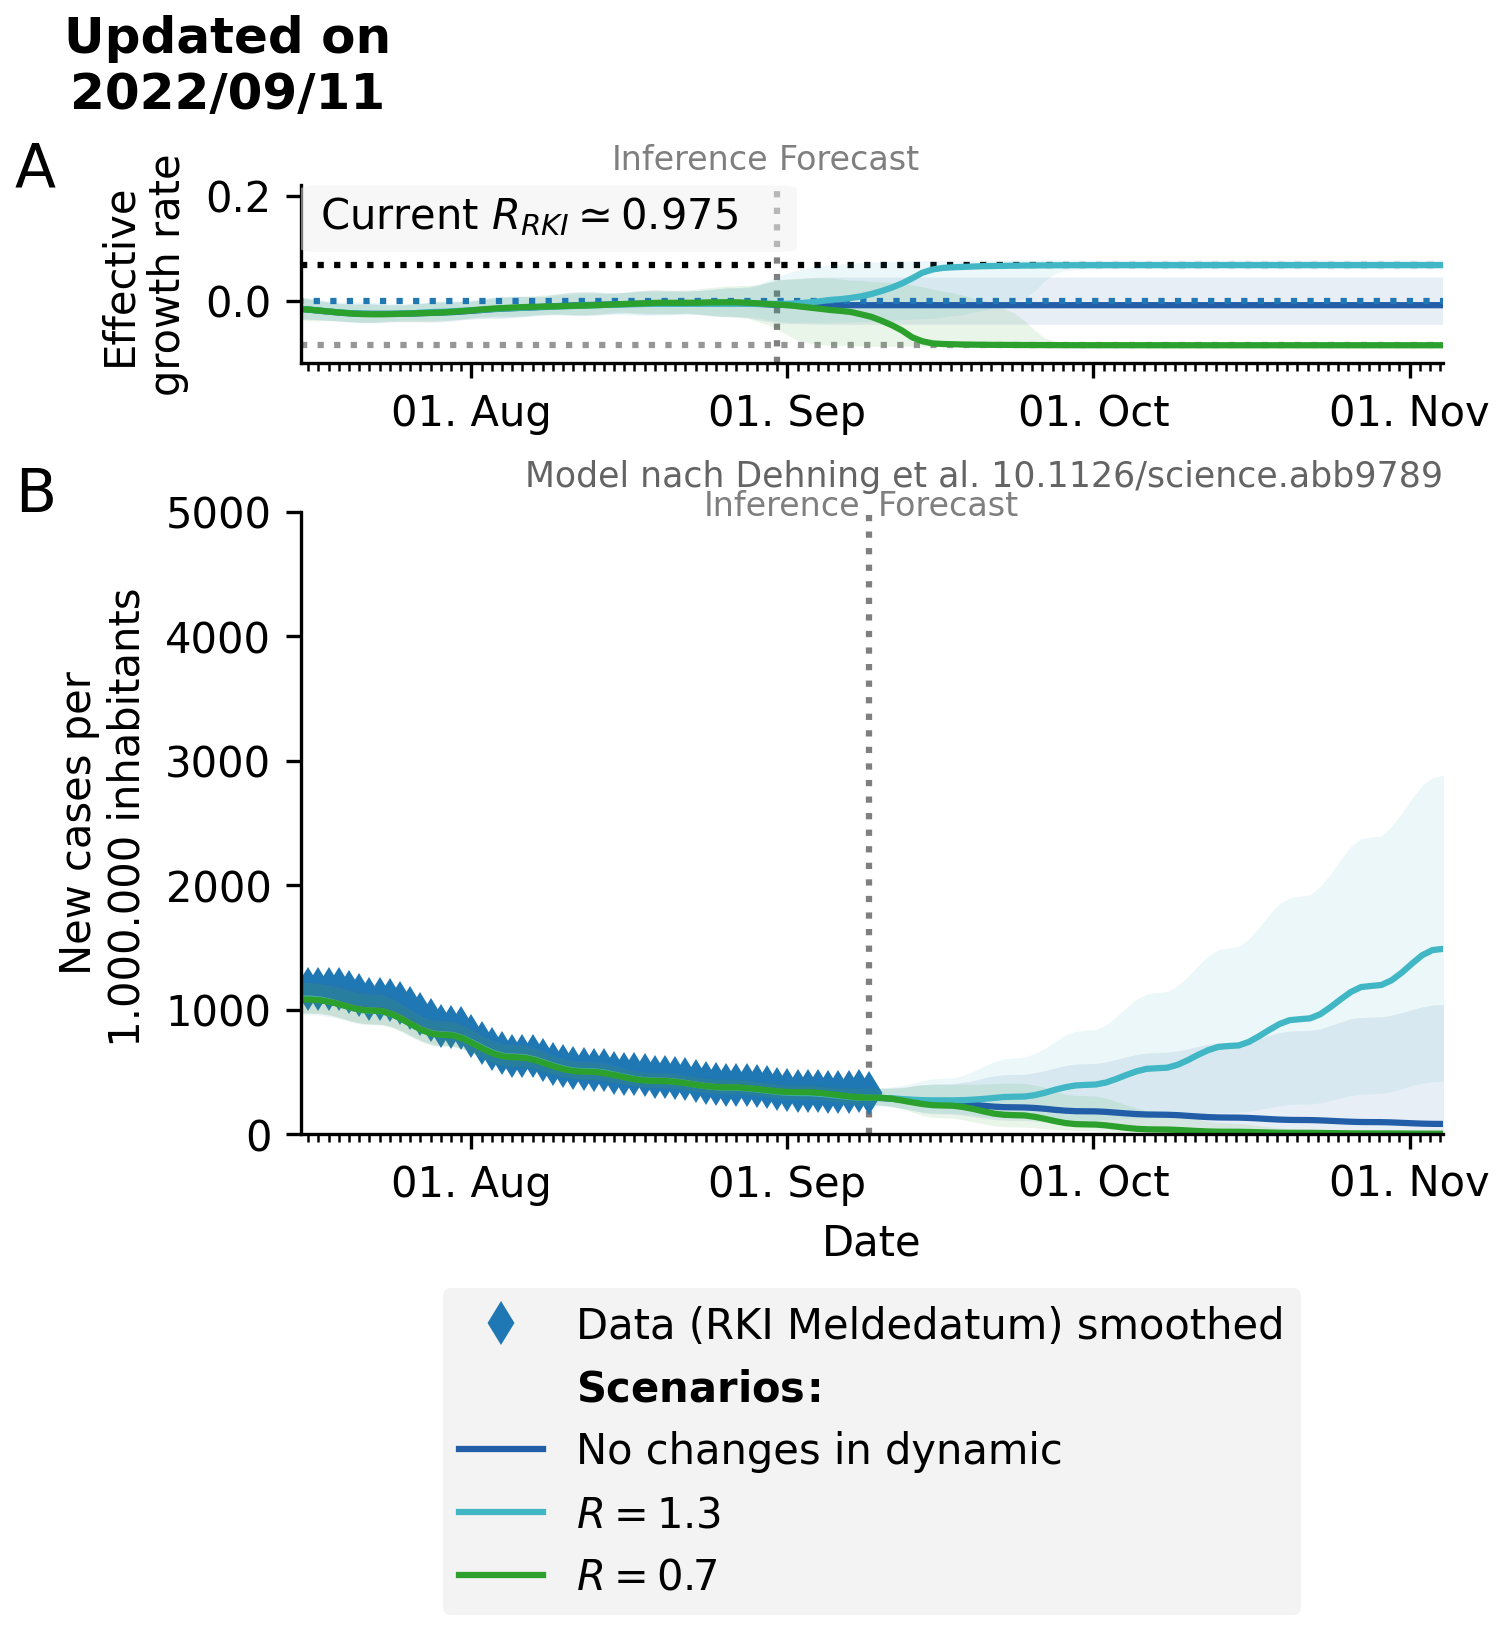 Updated on
2022/09/11
A
Inference Forecast
Effective
growth rate
0.2
0.0
Current R_RKI ≃ 0.975
01. Aug 01. Sep 01. Oct 01. Nov
B
Model nach Dehning et al. 10.1126/science.abb9789
Inference Forecast
New cases per
1.000.000 inhabitants
5000
4000
3000
2000
1000
0
01. Aug 01. Sep 01. Oct 01. Nov
Date
Data (RKI Meldedatum) smoothed
Scenarios:
No changes in dynamic
R = 1.3
R = 0.7